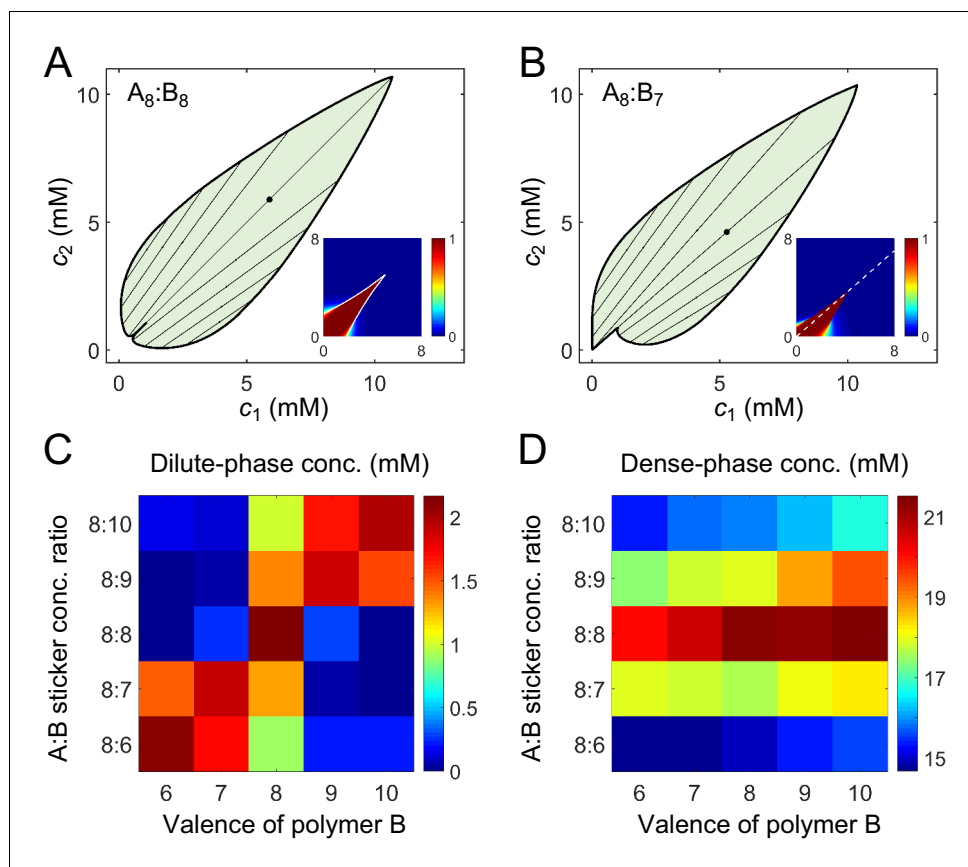 A
A₈:B₈
c₂ (mM)
10
5
0
0
5
10
c₁ (mM)
8
0
0
8
1
0
B
A₈:B₇
c₂ (mM)
10
5
0
0
5
10
c₁ (mM)
8
0
0
8
1
0
C
Dilute-phase conc. (mM)
A:B sticker conc. ratio
8:10
8:9
8:8
8:7
8:6
6 7 8 9 10
Valence of polymer B
2
1.5
1
0.5
0
D
Dense-phase conc. (mM)
A:B sticker conc. ratio
8:10
8:9
8:8
8:7
8:6
6 7 8 9 10
Valence of polymer B
21
19
17
15